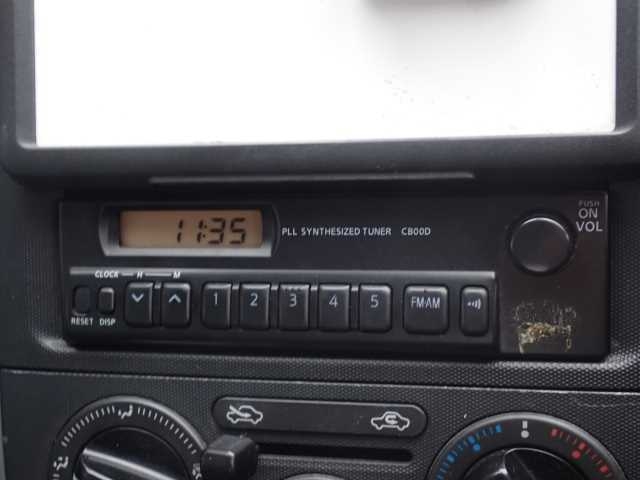 11:35
PLL SYNTHESIZED TUNER CB00D
PUSH
ON
VOL
CLOCK H M
RESET DISP
1 2 3 4 5 FM·AM